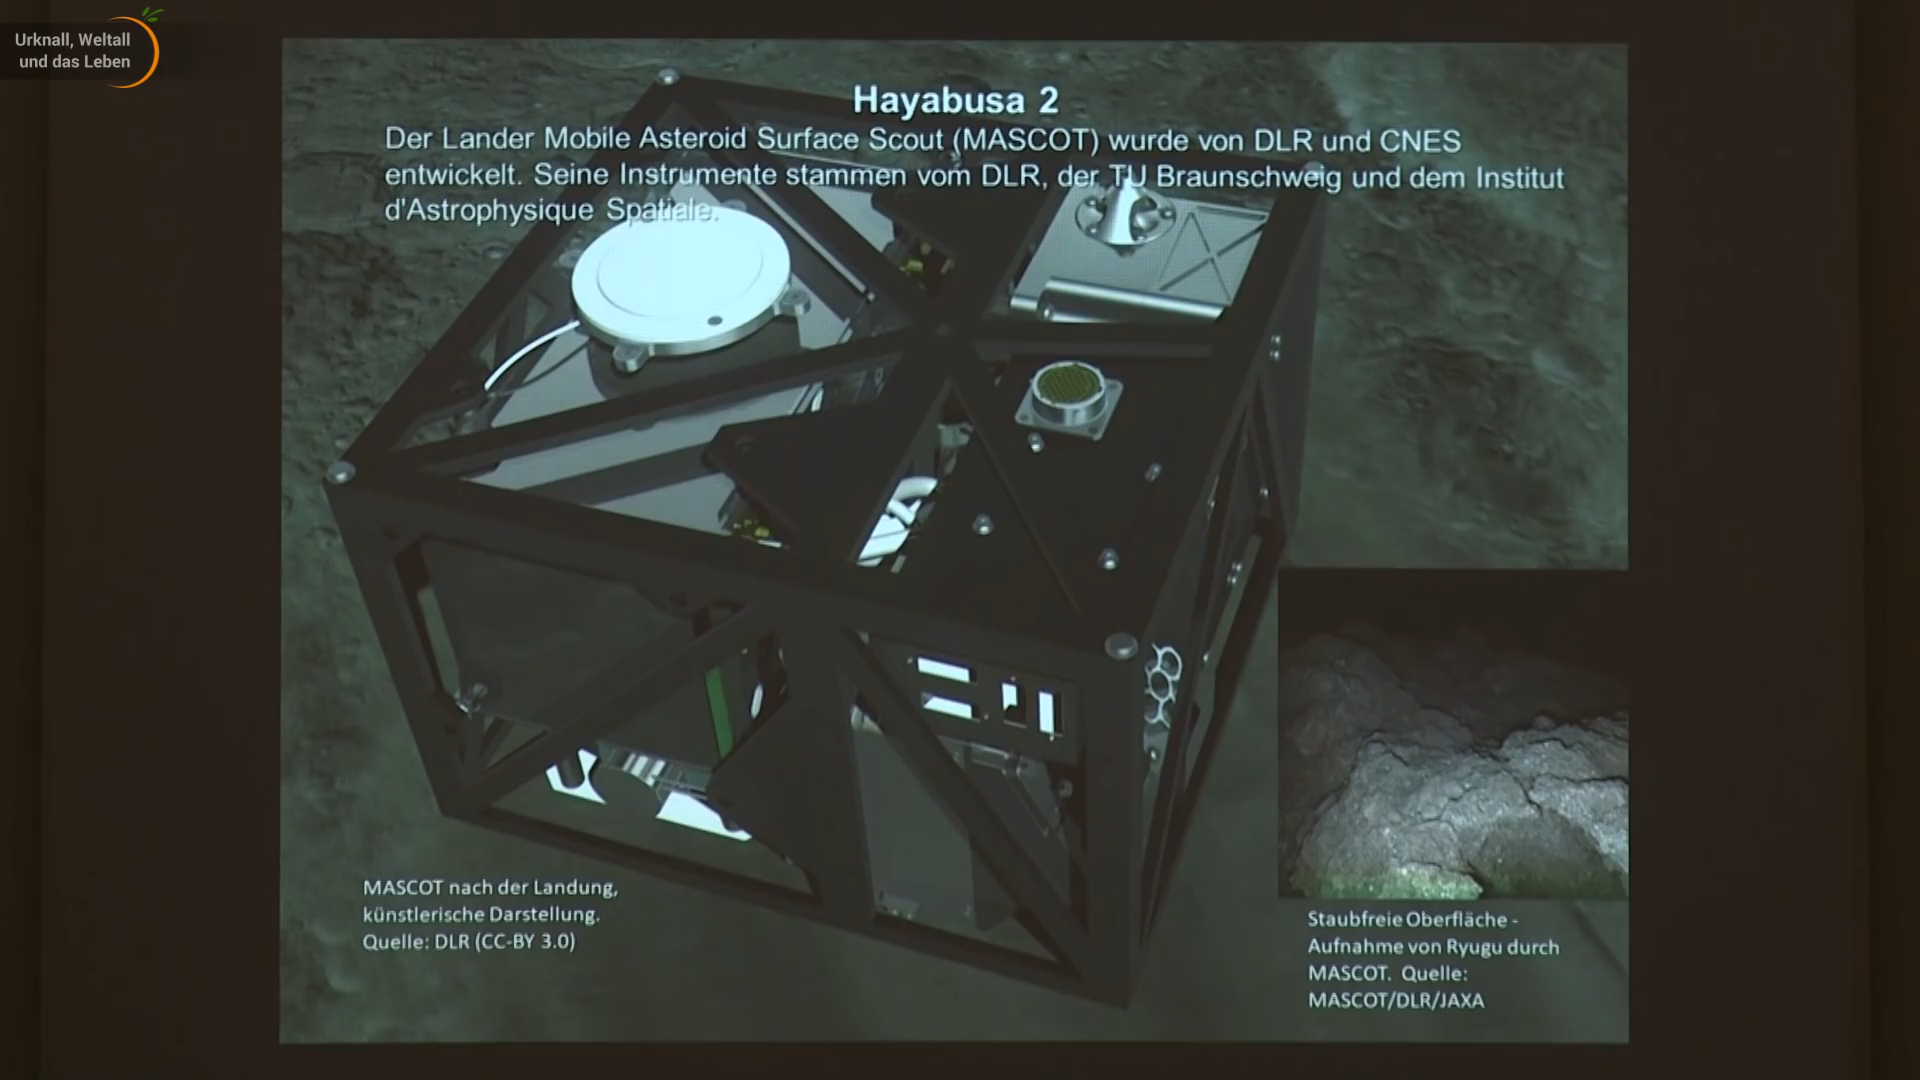 Urknall, Weltall
und das Leben
Hayabusa 2
Der Lander Mobile Asteroid Surface Scout (MASCOT) wurde von DLR und CNES
entwickelt. Seine Instrumente stammen vom DLR, der TU Braunschweig und dem Institut
d'Astrophysique Spatiale.
MASCOT nach der Landung,
künstlerische Darstellung.
Quelle: DLR (CC-BY 3.0)
Staubfreie Oberfläche -
Aufnahme von Ryugu durch
MASCOT. Quelle:
MASCOT/DLR/JAXA